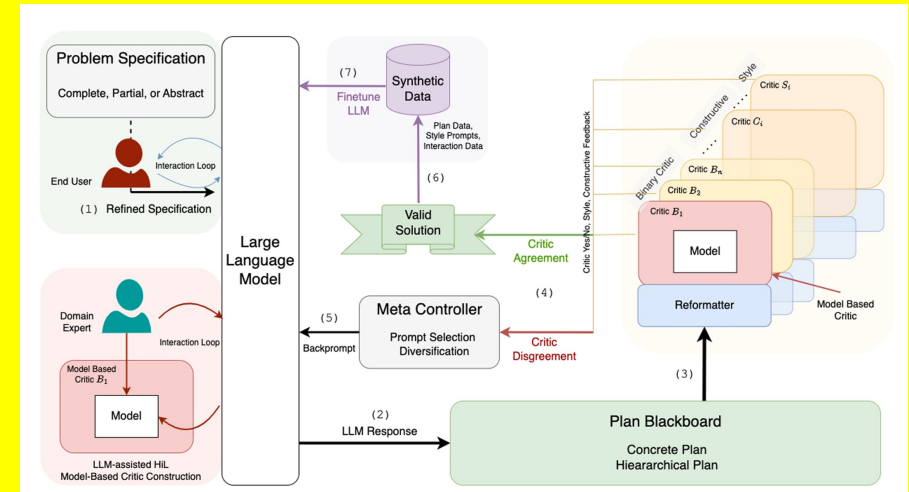 Problem Specification
Complete, Partial, or Abstract
End User
Interaction Loop
(1) Refined Specification
Domain
Expert
Interaction Loop
Model Based
Critic B1
Model
LLM-assisted HiL
Model-Based Critic Construction
Large
Language
Model
(7)
Finetune
LLM
Synthetic
Data
Plan Data,
Style Prompts,
Interaction Data
(6)
Valid
Solution
Critic
Agreement
(4)
(5)
Backprompt
Meta Controller
Prompt Selection
Diversification
Critic
Disgreement
(2)
LLM Response
Plan Blackboard
Concrete Plan
Hiearchical Plan
(3)
Critic Yes/No, Style, Constructive Feedback
Binary Critic
Constructive
Style
Critic Si
Critic Ci
Critic Bn
Critic B2
Critic B1
Model
Reformatter
Model Based
Critic